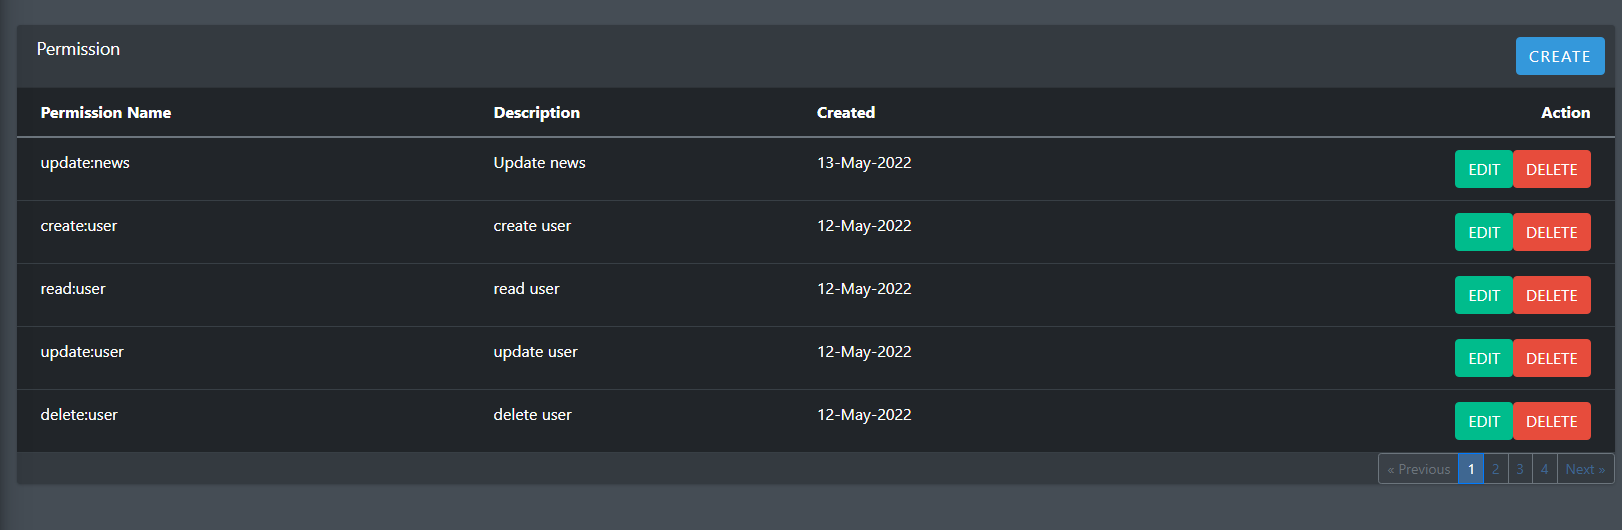 Permission CREATE
Permission Name Description Created Action
update:news Update news 13-May-2022 EDIT DELETE
create:user create user 12-May-2022 EDIT DELETE
read:user read user 12-May-2022 EDIT DELETE
update:user update user 12-May-2022 EDIT DELETE
delete:user delete user 12-May-2022 EDIT DELETE
« Previous 1 2 3 4 Next »